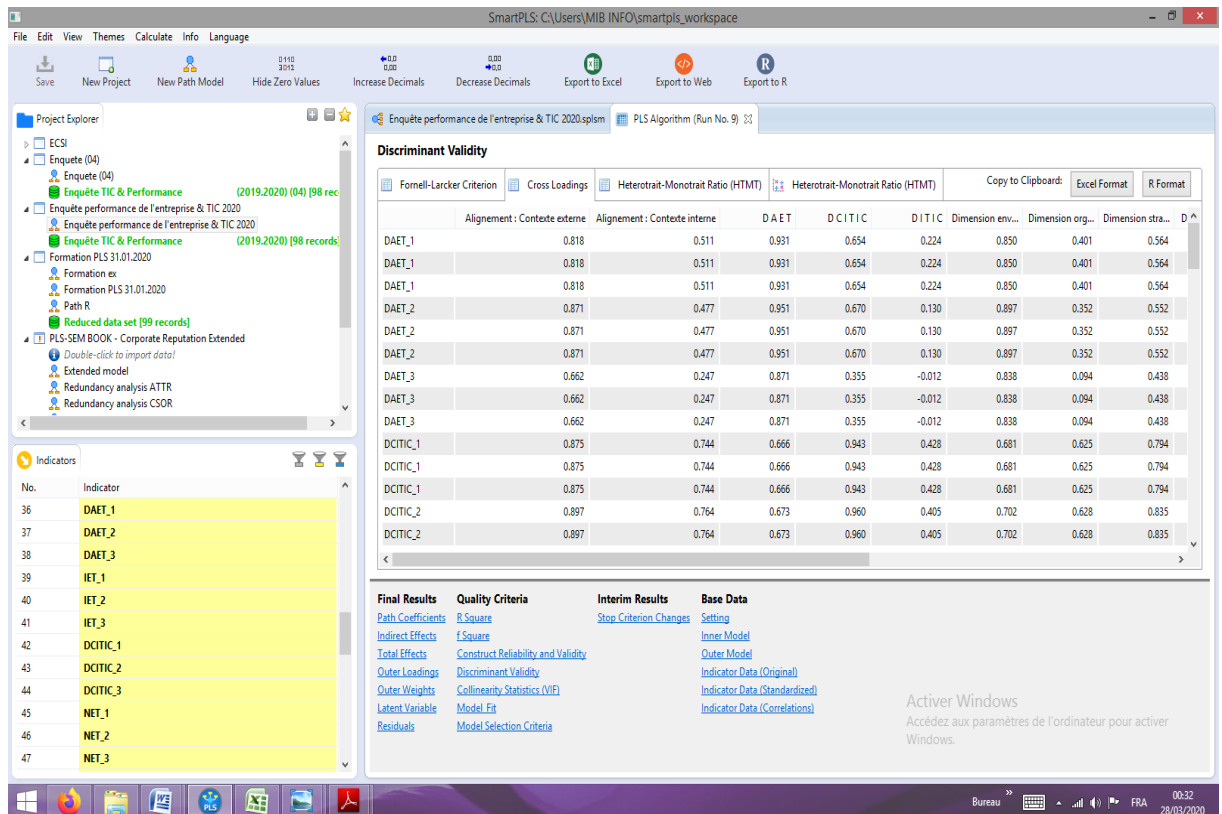 SmartPLS: C:\Users\MIB INFO\smartpls_workspace
File Edit View Themes Calculate Info Language
Save New Project New Path Model Hide Zero Values Increase Decimals Decrease Decimals Export to Excel Export to Web Export to R
Project Explorer
ECSI
Enquete (04)
Enquete (04)
Enquête TIC & Performance (2019.2020) (04) [98 rec
Enquête performance de l'entreprise & TIC 2020
Enquête performance de l'entreprise & TIC 2020
Enquête TIC & Performance (2019.2020) [98 records]
Formation PLS 31.01.2020
Formation ex
Formation PLS 31.01.2020
Path R
Reduced data set [99 records]
PLS-SEM BOOK - Corporate Reputation Extended
Double-click to import data!
Extended model
Redundancy analysis ATTR
Redundancy analysis CSOR
Indicators
No. Indicator
36 DAET_1
37 DAET_2
38 DAET_3
39 IET_1
40 IET_2
41 IET_3
42 DCITIC_1
43 DCITIC_2
44 DCITIC_3
45 NET_1
46 NET_2
47 NET_3
Enquête performance de l'entreprise & TIC 2020.splsm PLS Algorithm (Run No. 9)
Discriminant Validity
Fornell-Larcker Criterion Cross Loadings Heterotrait-Monotrait Ratio (HTMT) Heterotrait-Monotrait Ratio (HTMT) Copy to Clipboard: Excel Format R Format
Alignement : Contexte externe Alignement : Contexte interne D A E T D C I T I C D I T I C Dimension env... Dimension org... Dimension stra... D
DAET_1 0.818 0.511 0.931 0.654 0.224 0.850 0.401 0.564
DAET_1 0.818 0.511 0.931 0.654 0.224 0.850 0.401 0.564
DAET_1 0.818 0.511 0.931 0.654 0.224 0.850 0.401 0.564
DAET_2 0.871 0.477 0.951 0.670 0.130 0.897 0.352 0.552
DAET_2 0.871 0.477 0.951 0.670 0.130 0.897 0.352 0.552
DAET_2 0.871 0.477 0.951 0.670 0.130 0.897 0.352 0.552
DAET_3 0.662 0.247 0.871 0.355 -0.012 0.838 0.094 0.438
DAET_3 0.662 0.247 0.871 0.355 -0.012 0.838 0.094 0.438
DAET_3 0.662 0.247 0.871 0.355 -0.012 0.838 0.094 0.438
DCITIC_1 0.875 0.744 0.666 0.943 0.428 0.681 0.625 0.794
DCITIC_1 0.875 0.744 0.666 0.943 0.428 0.681 0.625 0.794
DCITIC_1 0.875 0.744 0.666 0.943 0.428 0.681 0.625 0.794
DCITIC_2 0.897 0.764 0.673 0.960 0.405 0.702 0.628 0.835
DCITIC_2 0.897 0.764 0.673 0.960 0.405 0.702 0.628 0.835
Final Results Quality Criteria Interim Results Base Data
Path Coefficients R Square Stop Criterion Changes Setting
Indirect Effects f Square Inner Model
Total Effects Construct Reliability and Validity Outer Model
Outer Loadings Discriminant Validity Indicator Data (Original)
Outer Weights Collinearity Statistics (VIF) Indicator Data (Standardized)
Latent Variable Model_Fit Indicator Data (Correlations)
Residuals Model Selection Criteria
Activer Windows
Accédez aux paramètres de l'ordinateur pour activer
Windows.
Bureau FRA 00:32
28/03/2020